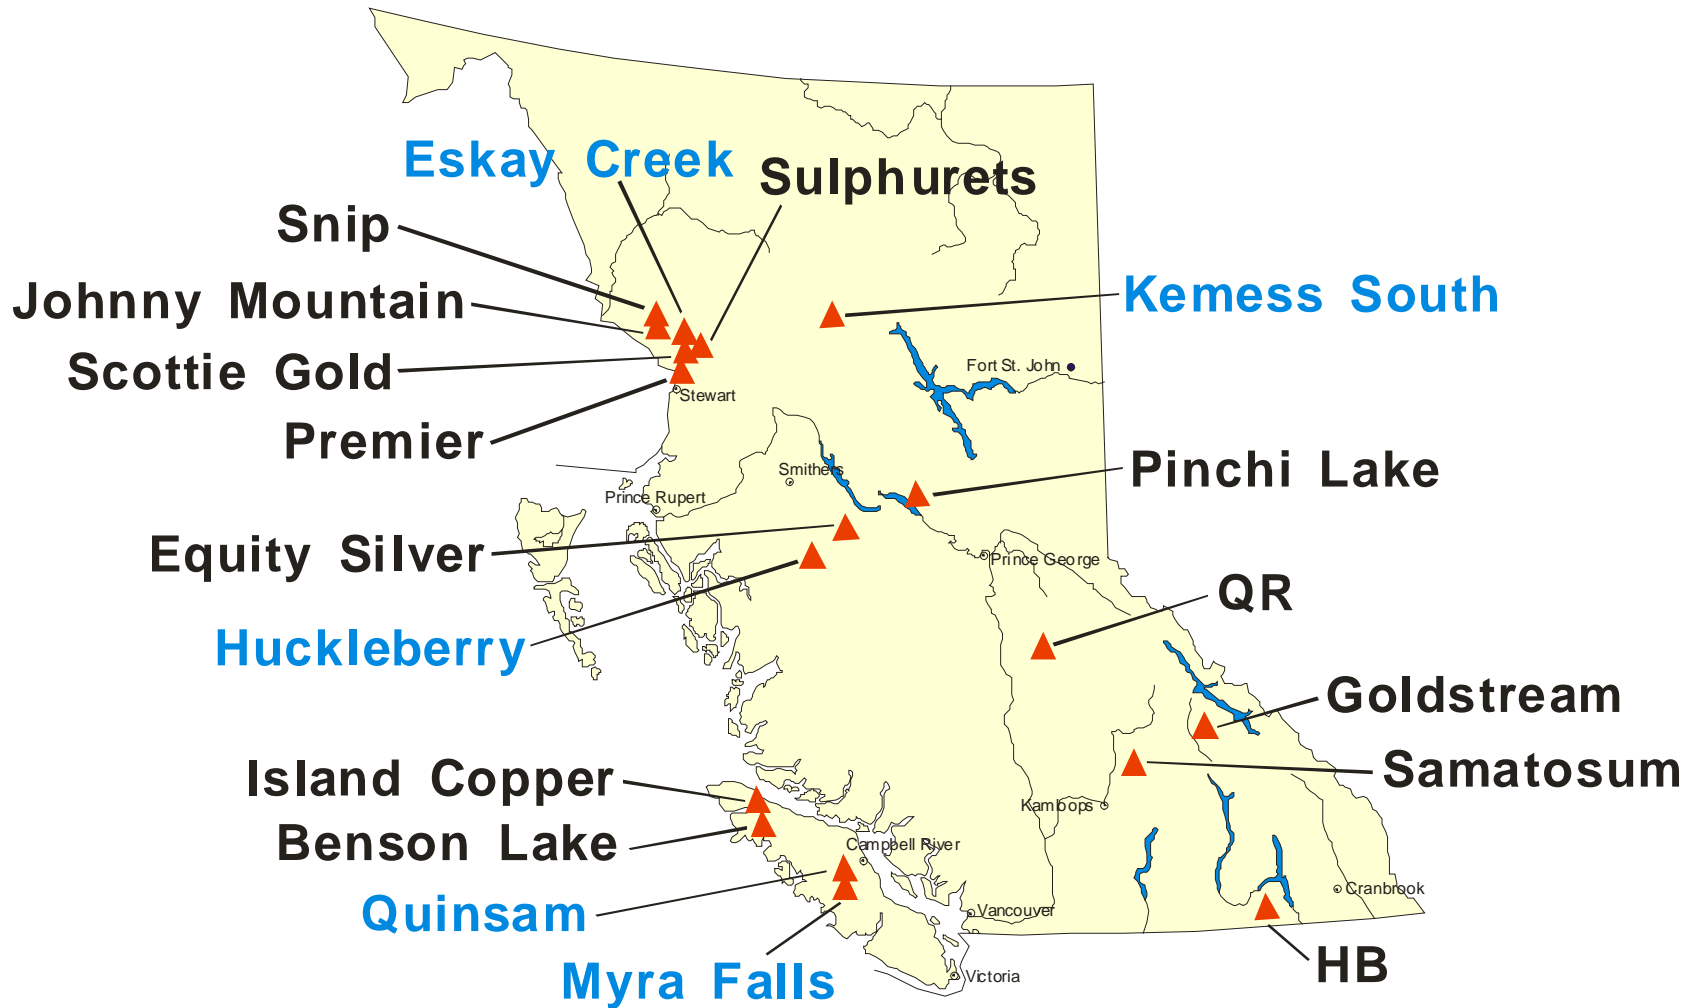 Eskay Creek
Sulphurets
Snip
Johnny Mountain
Kemess South
Scottie Gold
Fort St. John
Stewart
Premier
Pinchi Lake
Smithers
Prince Rupert
Equity Silver
Prince George
QR
Huckleberry
Goldstream
Island Copper
Samatosum
Kamloops
Benson Lake
Campbell River
Cranbrook
Quinsam
Vancouver
HB
Myra Falls
Victoria